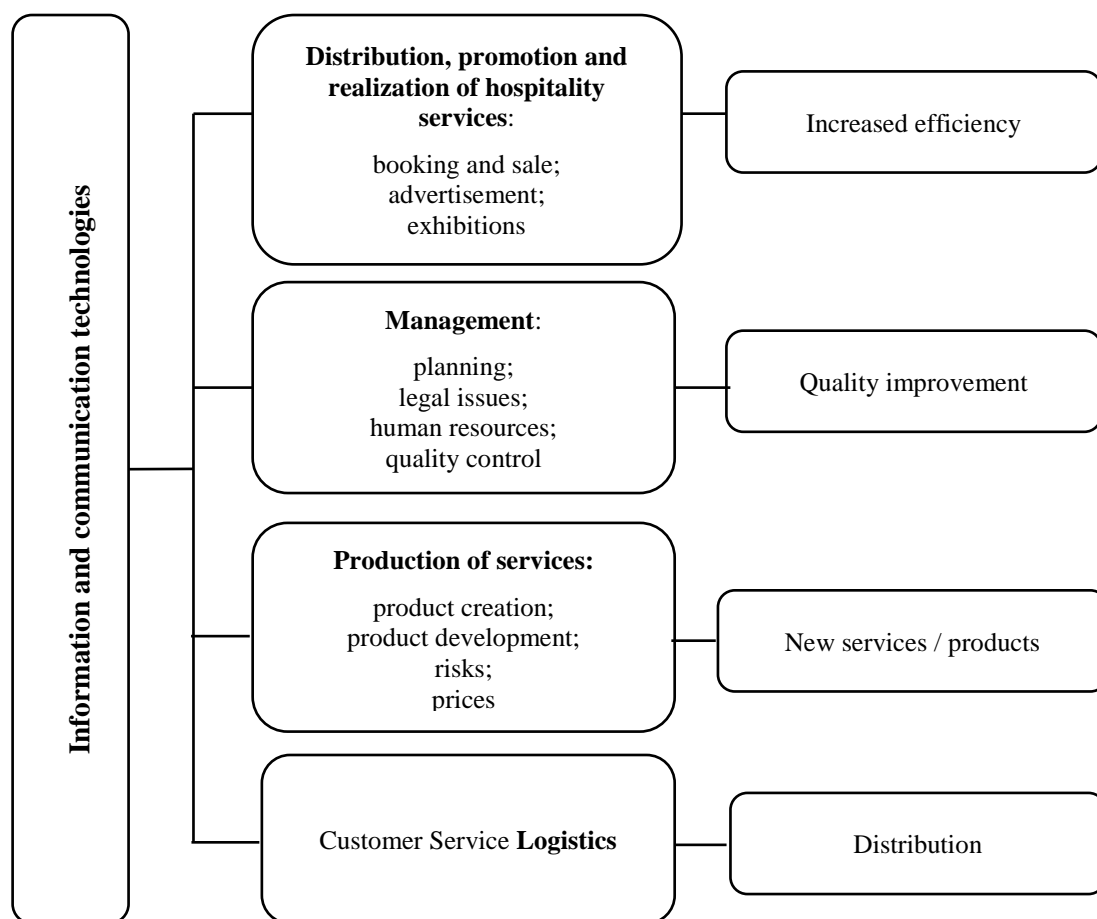 Information and communication technologies
Distribution, promotion and
realization of hospitality
services:
booking and sale;
advertisement;
exhibitions
Increased efficiency
Management:
planning;
legal issues;
human resources;
quality control
Quality improvement
Production of services:
product creation;
product development;
risks;
prices
New services / products
Customer Service Logistics
Distribution